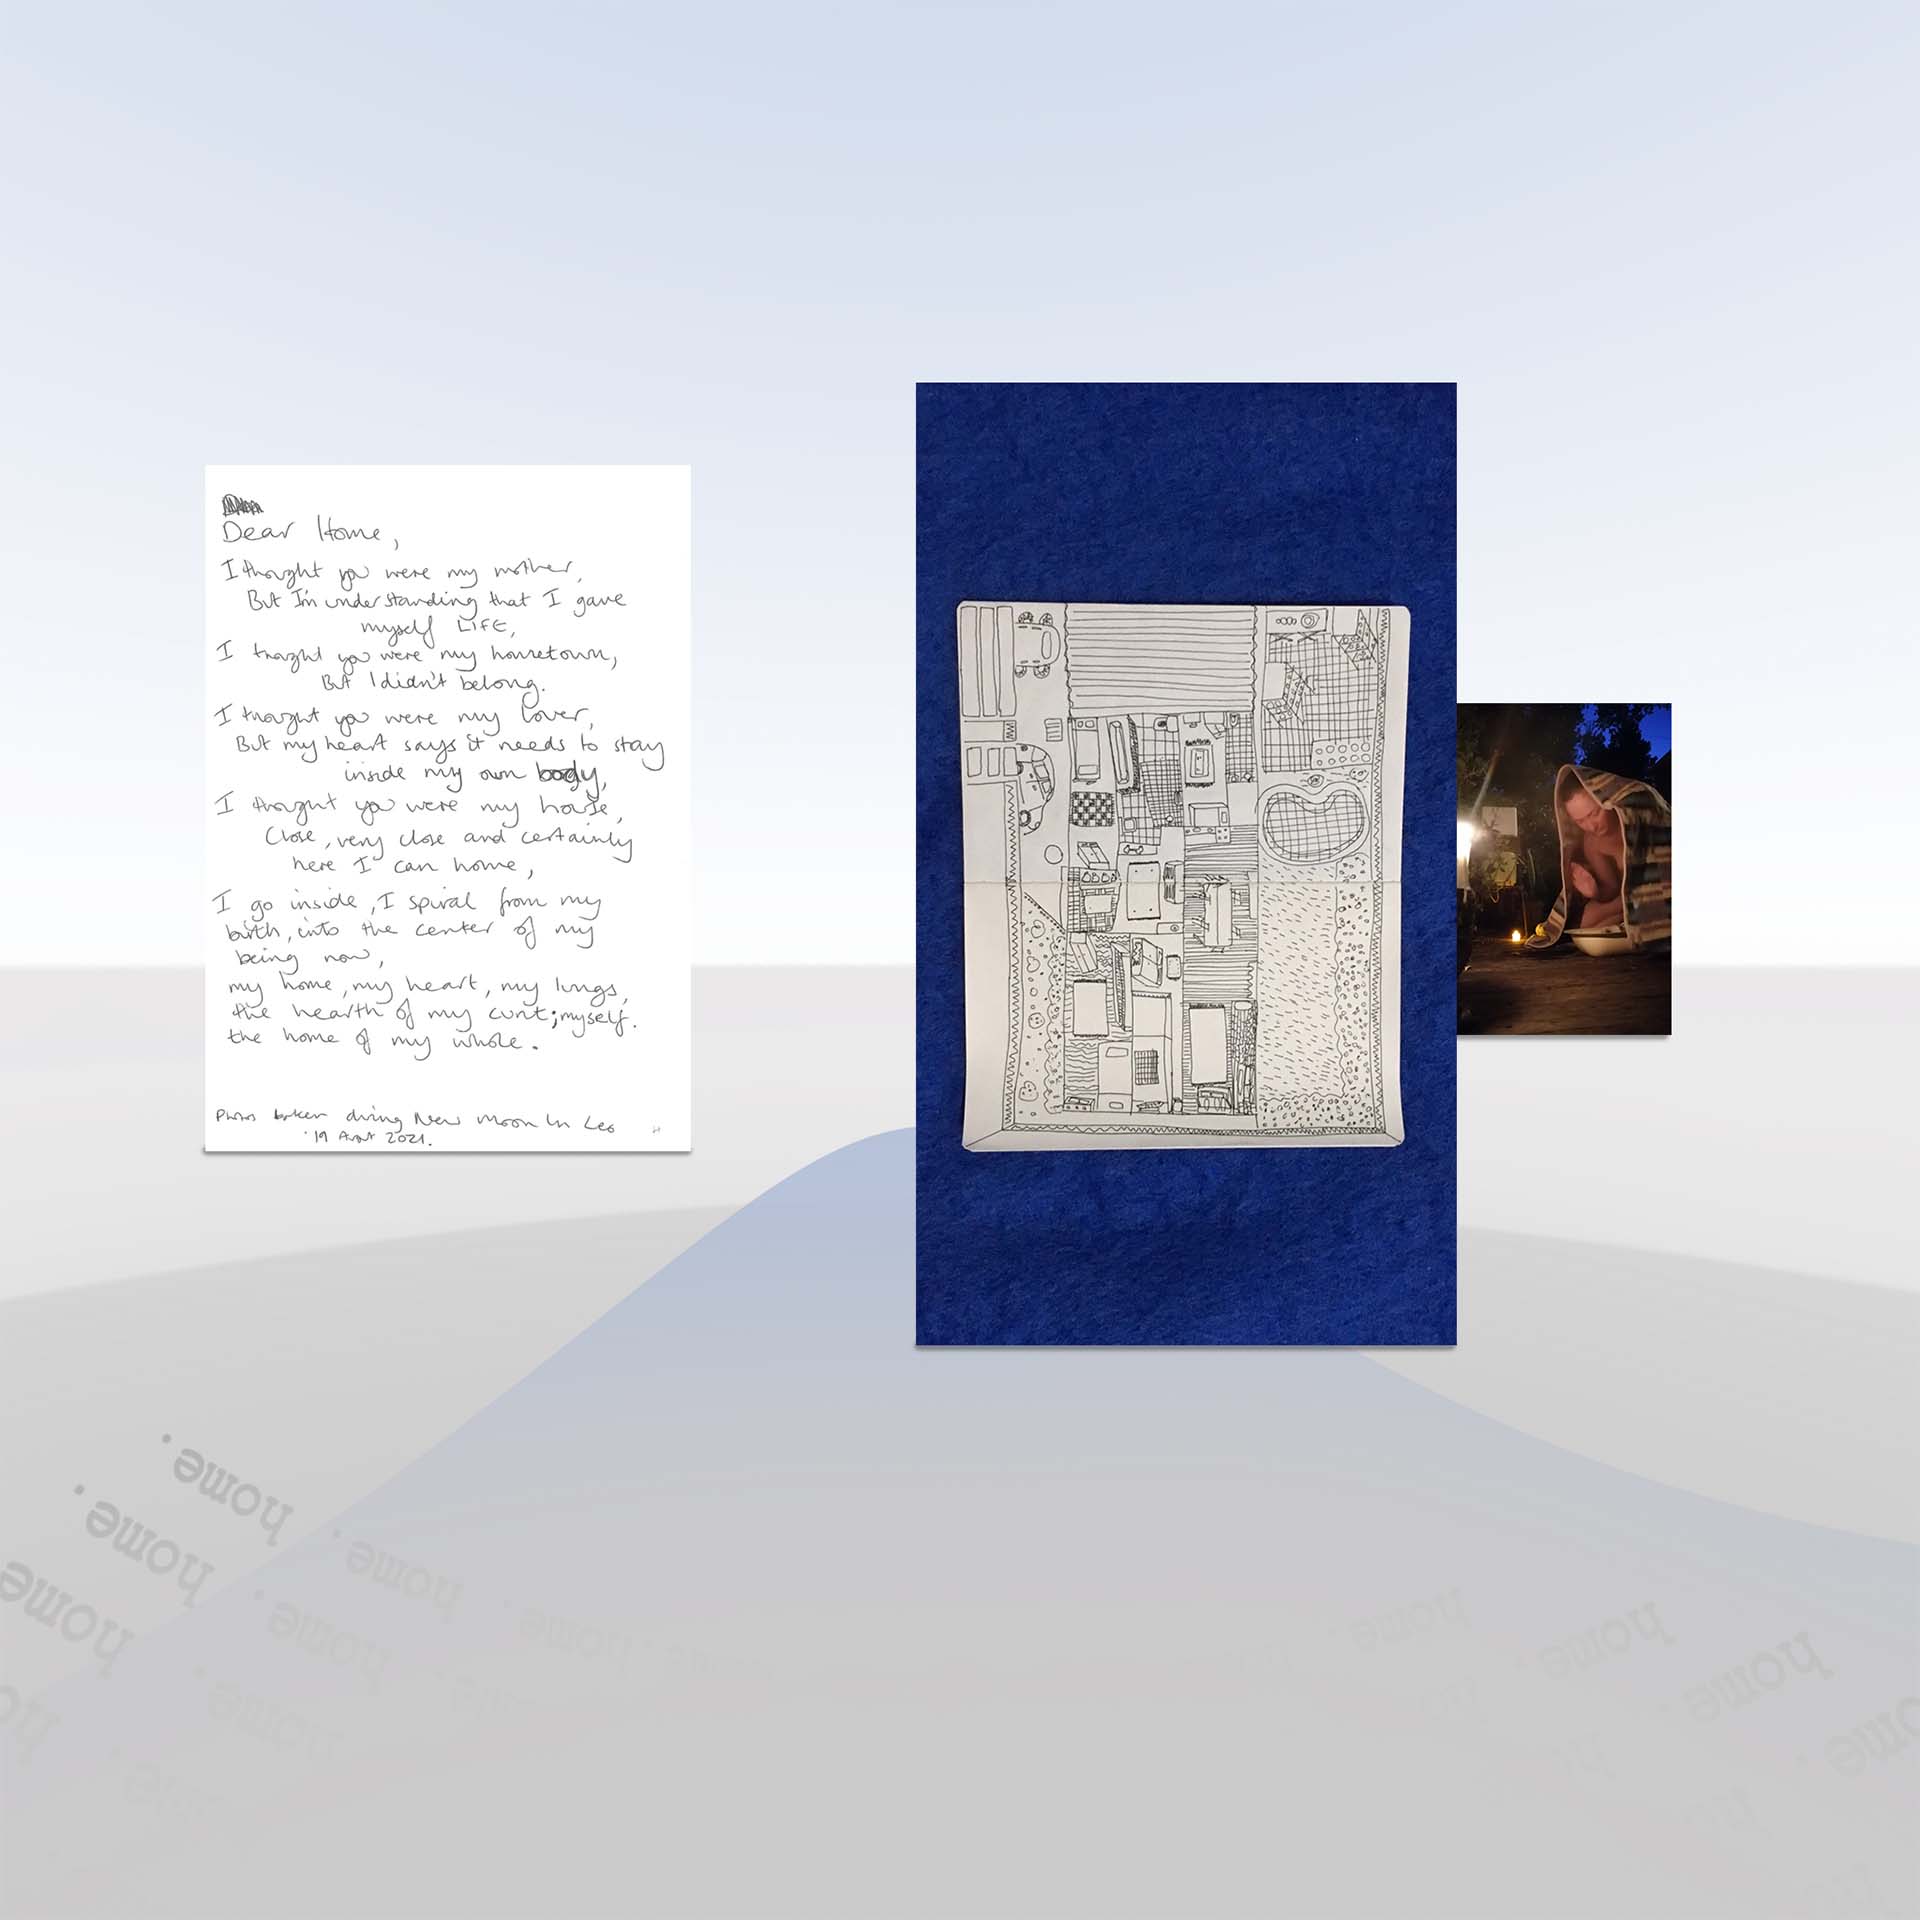 Dear Home,
I thought you were my mother,
But I'm understanding that I gave
myself LIFE,
I thought you were my hometown,
But I didn't belong.
I thought you were my lover,
But my heart says it needs to stay
inside my own body,
I thought you were my house,
Close, very close and certainly
here I can home,
I go inside, I spiral from my
birth, into the center of my
being now,
my home, my heart, my lungs,
the hearth of my cunt; myself.
the home of my whole.
Photos taken during New Moon In Leo
19 2021.
home.
home.
home.
home.
home.
home.
home.
home.
home.
home.
home.
home.